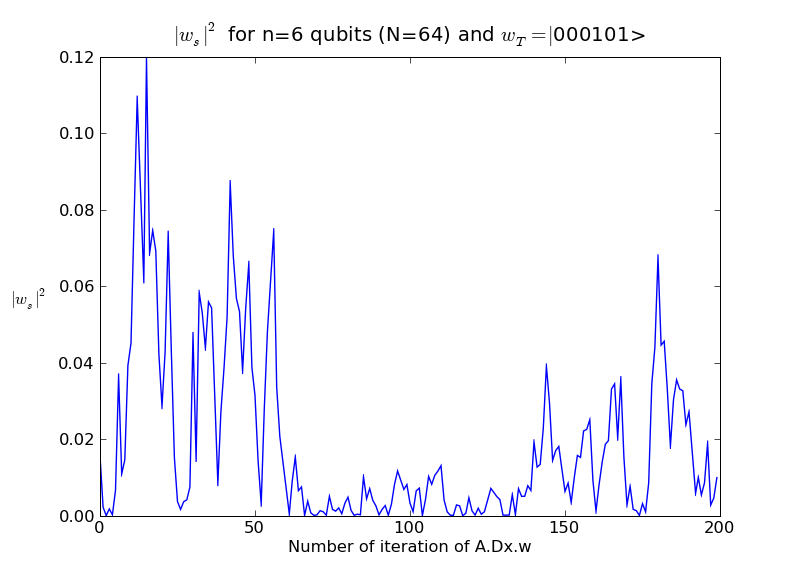 |w_s|^2 for n=6 qubits (N=64) and w_T=|000101>
0.12
0.10
0.08
0.06
|w_s|^2
0.04
0.02
0.00
0 50 100 150 200
Number of iteration of A.Dx.w